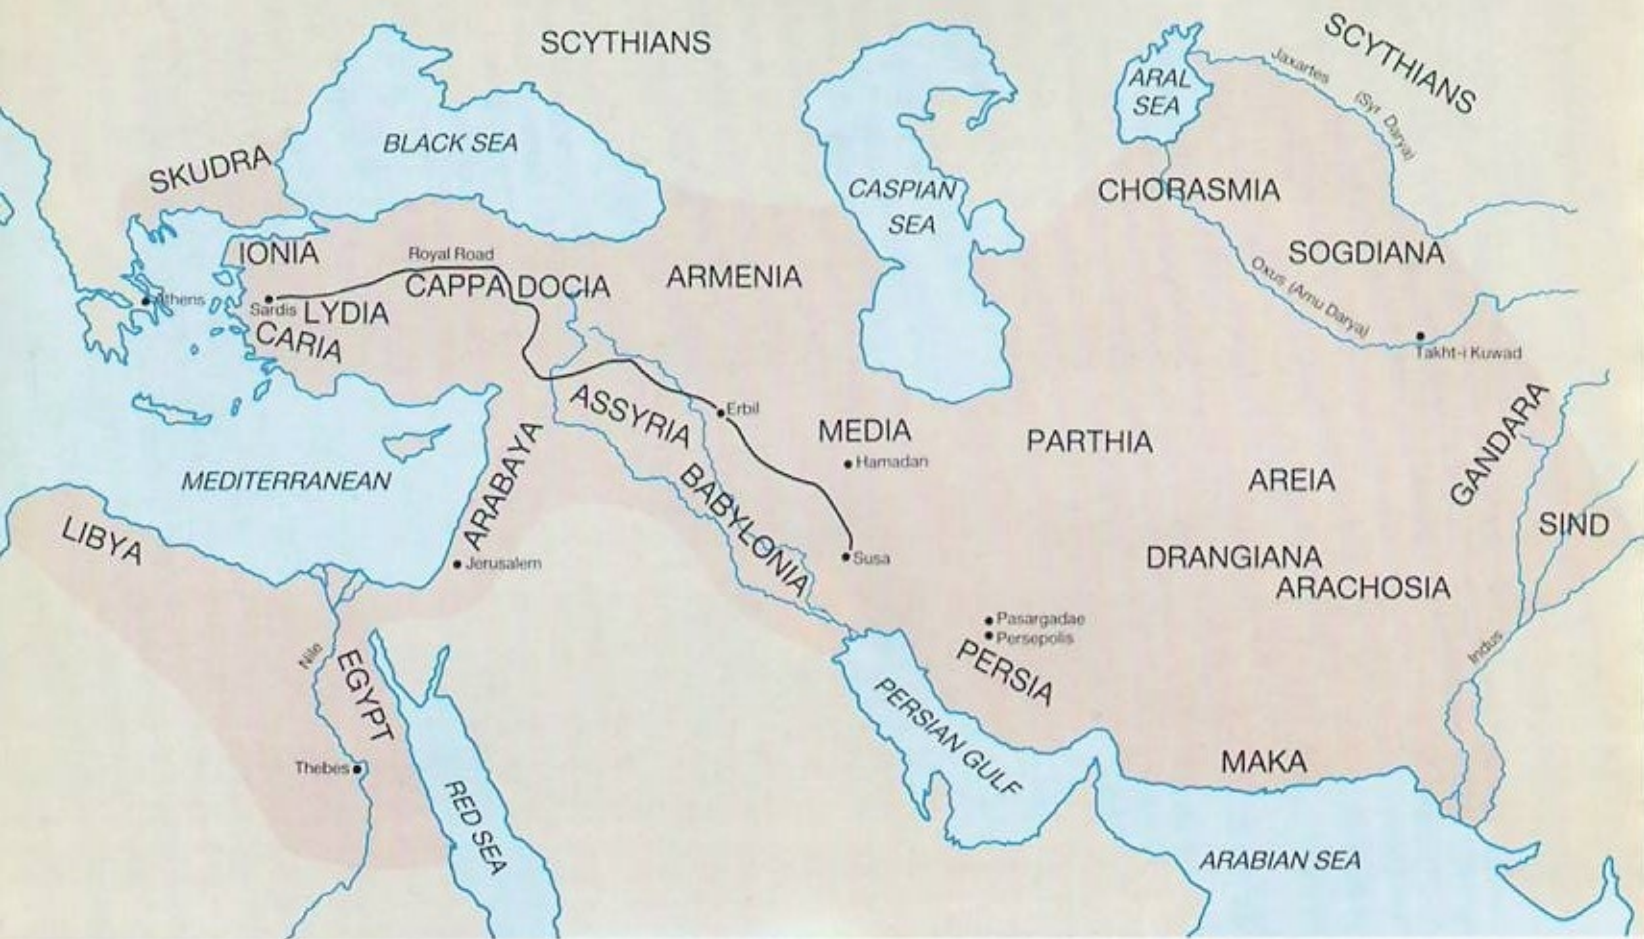 SCYTHIANS
SCYTHIANS
ARAL
SEA
Jaxartes
(Syr Darya)
BLACK SEA
SKUDRA
CASPIAN
SEA
CHORASMIA
SOGDIANA
IONIA
Royal Road
CAPPADOCIA
ARMENIA
Oxus (Amu Darya)
Athens
Sardis
LYDIA
CARIA
Takht-i Kuwad
ASSYRIA
Erbil
MEDIA
Hamadan
PARTHIA
GANDARA
AREIA
MEDITERRANEAN
ARABAYA
BABYLONIA
LIBYA
SIND
Jerusalem
Susa
DRANGIANA
ARACHOSIA
Pasargadae
Persepolis
PERSIA
Nile
EGYPT
Indus
PERSIAN GULF
Thebes
MAKA
RED SEA
ARABIAN SEA